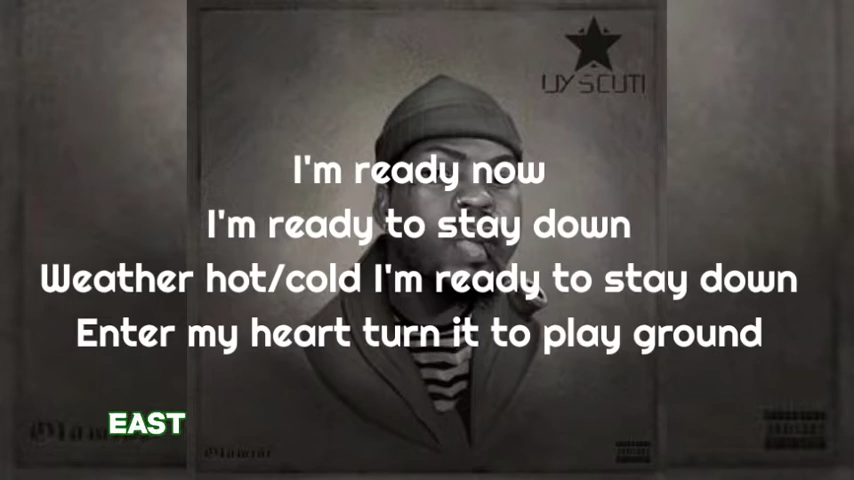 UY SCUTI
I'm ready now
I'm ready to stay down
Weather hot/cold I'm ready to stay down
Enter my heart turn it to play ground
EAST
Olamide